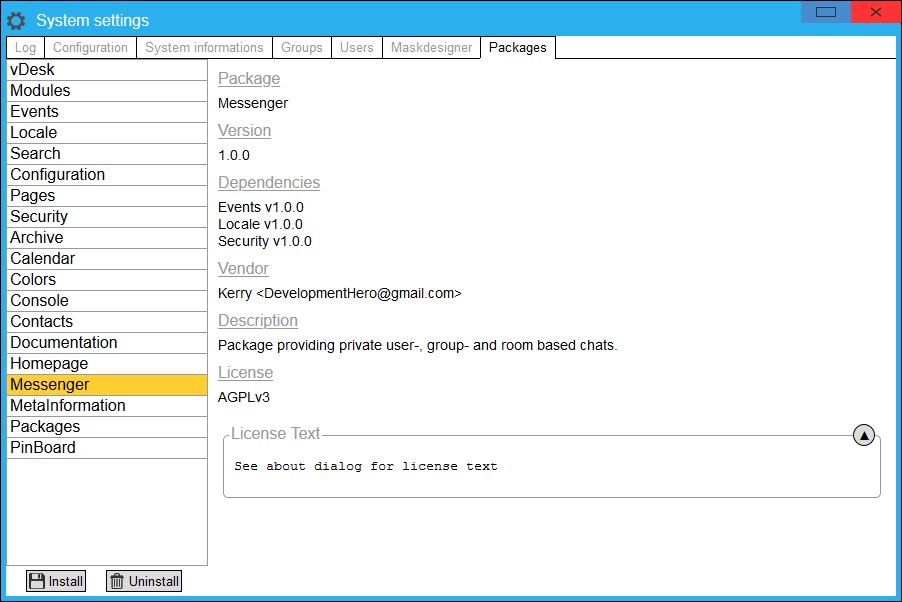 System settings
Log Configuration System informations Groups Users Maskdesigner Packages
vDesk
Modules
Events
Locale
Search
Configuration
Pages
Security
Archive
Calendar
Colors
Console
Contacts
Documentation
Homepage
Messenger
MetaInformation
Packages
PinBoard
Install Uninstall
Package
Messenger
Version
1.0.0
Dependencies
Events v1.0.0
Locale v1.0.0
Security v1.0.0
Vendor
Kerry <DevelopmentHero@gmail.com>
Description
Package providing private user-, group- and room based chats.
License
AGPLv3
License Text
See about dialog for license text